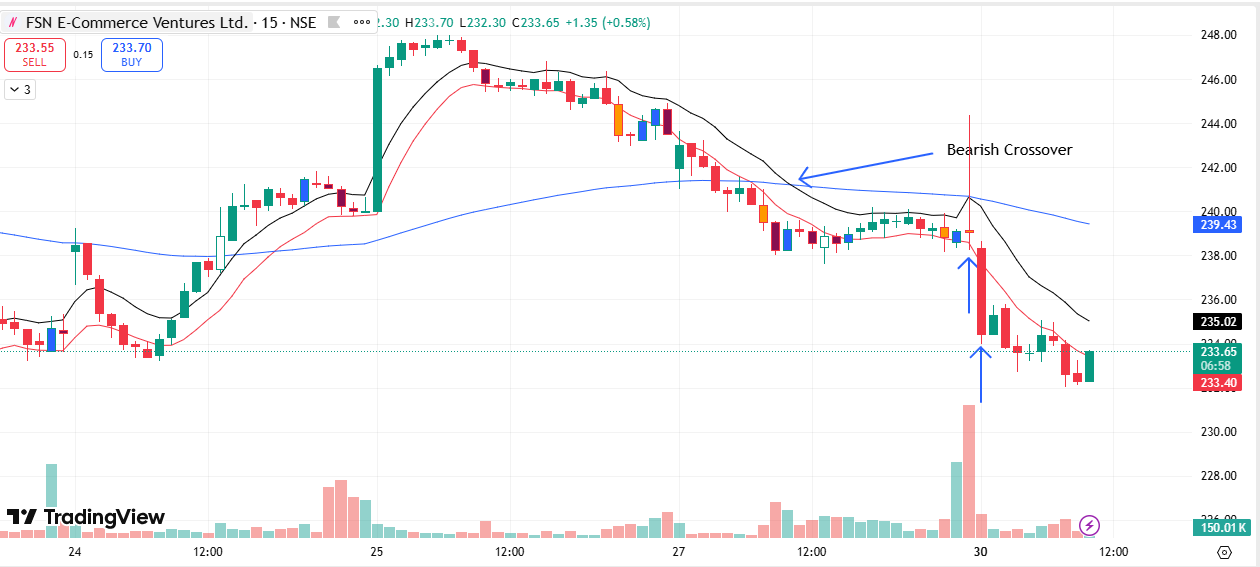 FSN E-Commerce Ventures Ltd. · 15 · NSE ••• 2.30 H233.70 L232.30 C233.65 +1.35 (+0.58%)
233.55 SELL 0.15 233.70 BUY
3
Bearish Crossover
248.00
246.00
244.00
242.00
240.00
239.43
238.00
236.00
235.02
233.65
06:58
233.40
230.00
228.00
150.01 K
TradingView
24 12:00 25 12:00 27 12:00 30 12:00